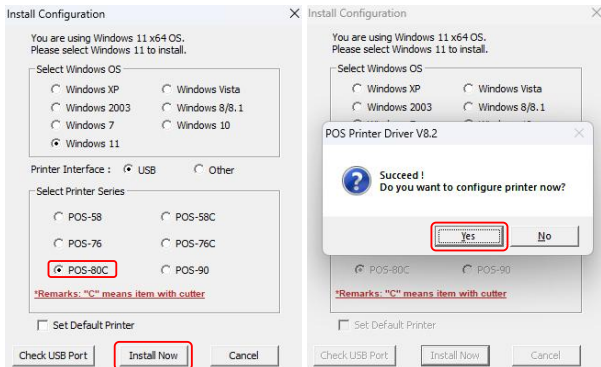 Install Configuration
You are using Windows 11 x64 OS.
Please select Windows 11 to install.
Select Windows OS
Windows XP
Windows Vista
Windows 2003
Windows 8/8.1
Windows 7
Windows 10
Windows 11
Printer Interface :
USB
Other
Select Printer Series
POS-58
POS-58C
POS-76
POS-76C
POS-80C
POS-90
*Remarks: "C" means item with cutter
Set Default Printer
Check USB Port
Install Now
Cancel
Install Configuration
You are using Windows 11 x64 OS.
Please select Windows 11 to install.
Select Windows OS
Windows XP
Windows Vista
Windows 2003
Windows 8/8.1
POS Printer Driver V8.2
Succeed !
Do you want to configure printer now?
Yes
No
POS-80C
POS-90
*Remarks: "C" means item with cutter
Set Default Printer
Check USB Port
Install Now
Cancel